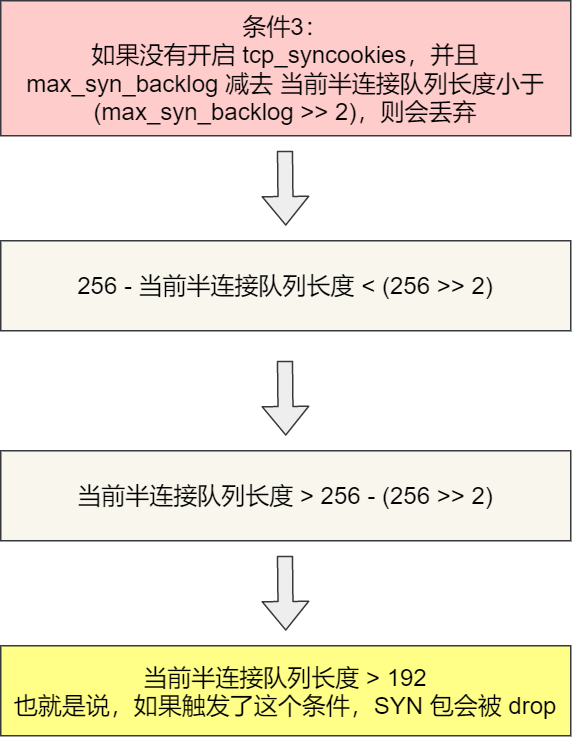 条件3：
如果没有开启 tcp_syncookies，并且
max_syn_backlog 减去 当前半连接队列长度小于
(max_syn_backlog >> 2)，则会丢弃
256 - 当前半连接队列长度 < (256 >> 2)
当前半连接队列长度 > 256 - (256 >> 2)
当前半连接队列长度 > 192
也就是说，如果触发了这个条件，SYN 包会被 drop